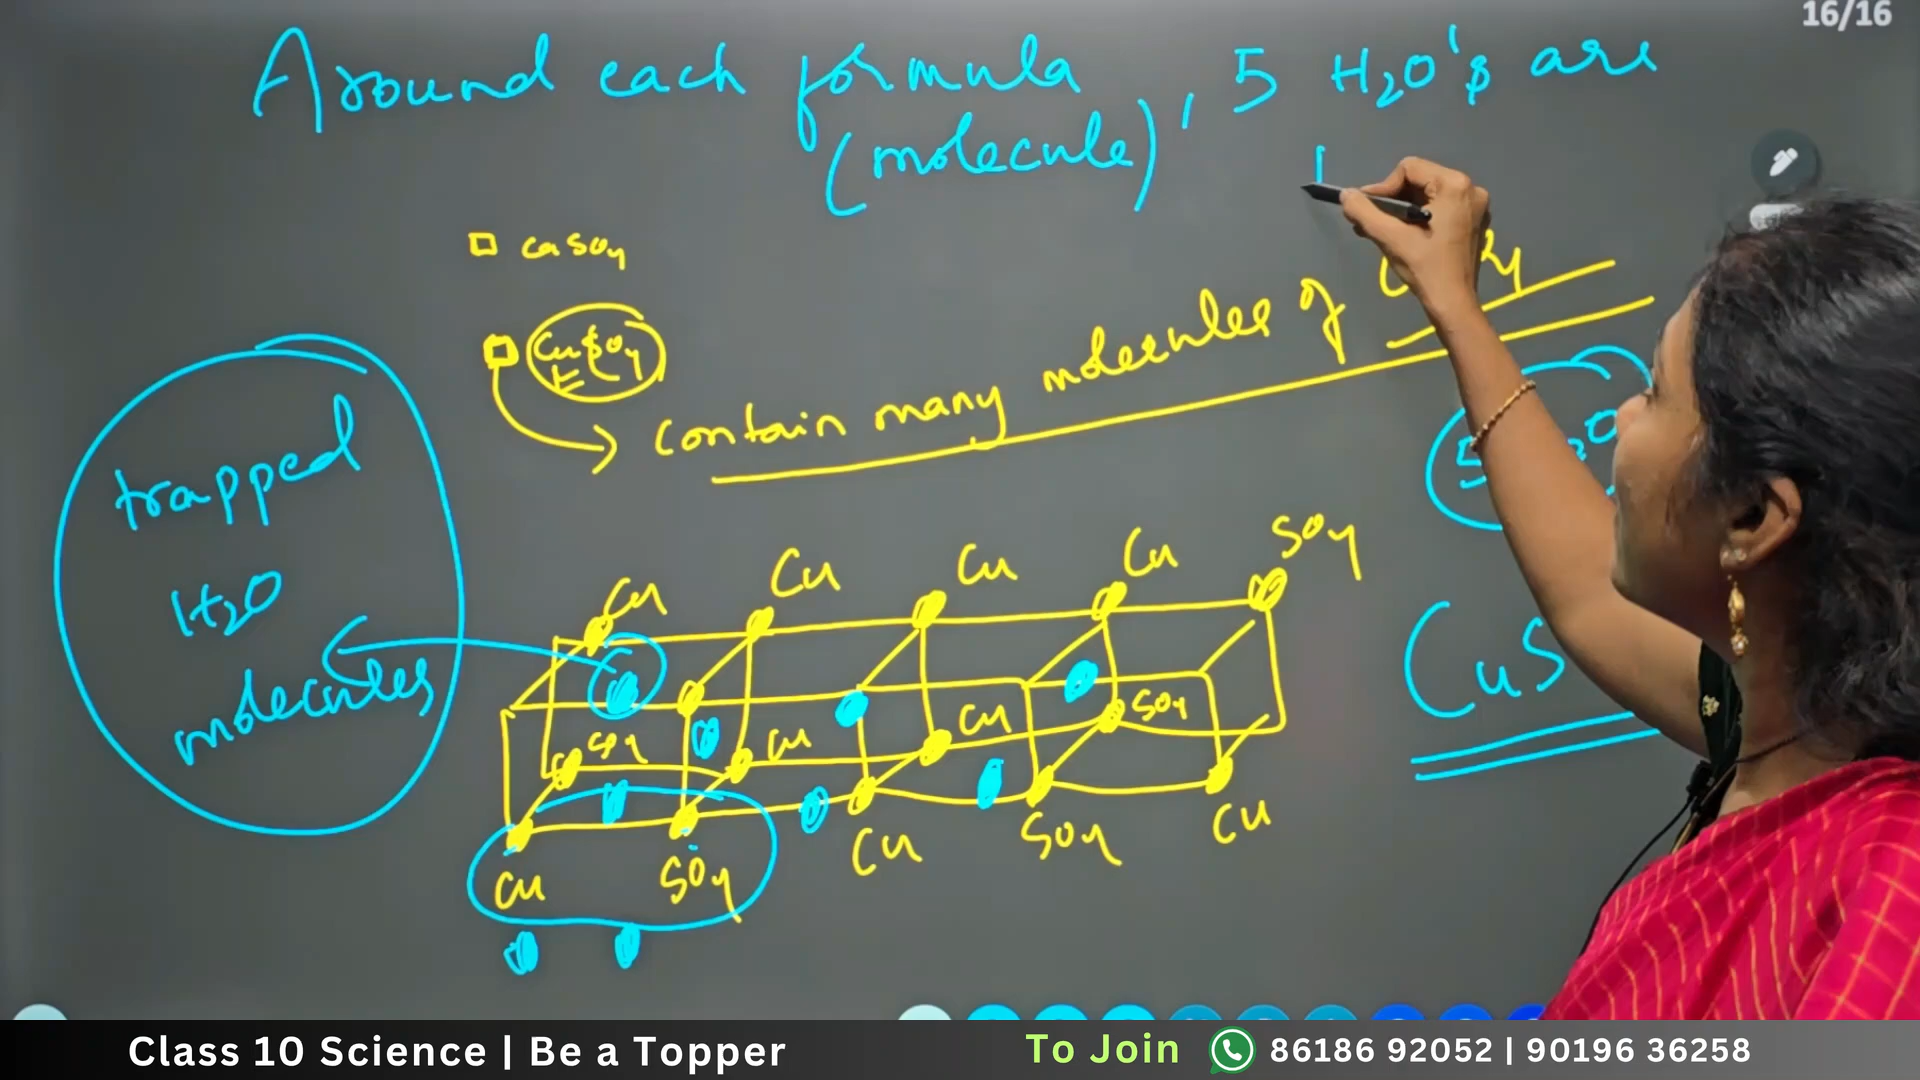 16/16
Around each formula, 5 H2O's are
(molecule)
CuSO4
CuSO4
contain many molecules of
trapped
H2O
molecules
Cu Cu Cu Cu SO4
SO4 Cu Cu SO4
Cu SO4 Cu SO4 Cu
CuS
Class 10 Science | Be a Topper
To Join 86186 92052 | 90196 36258